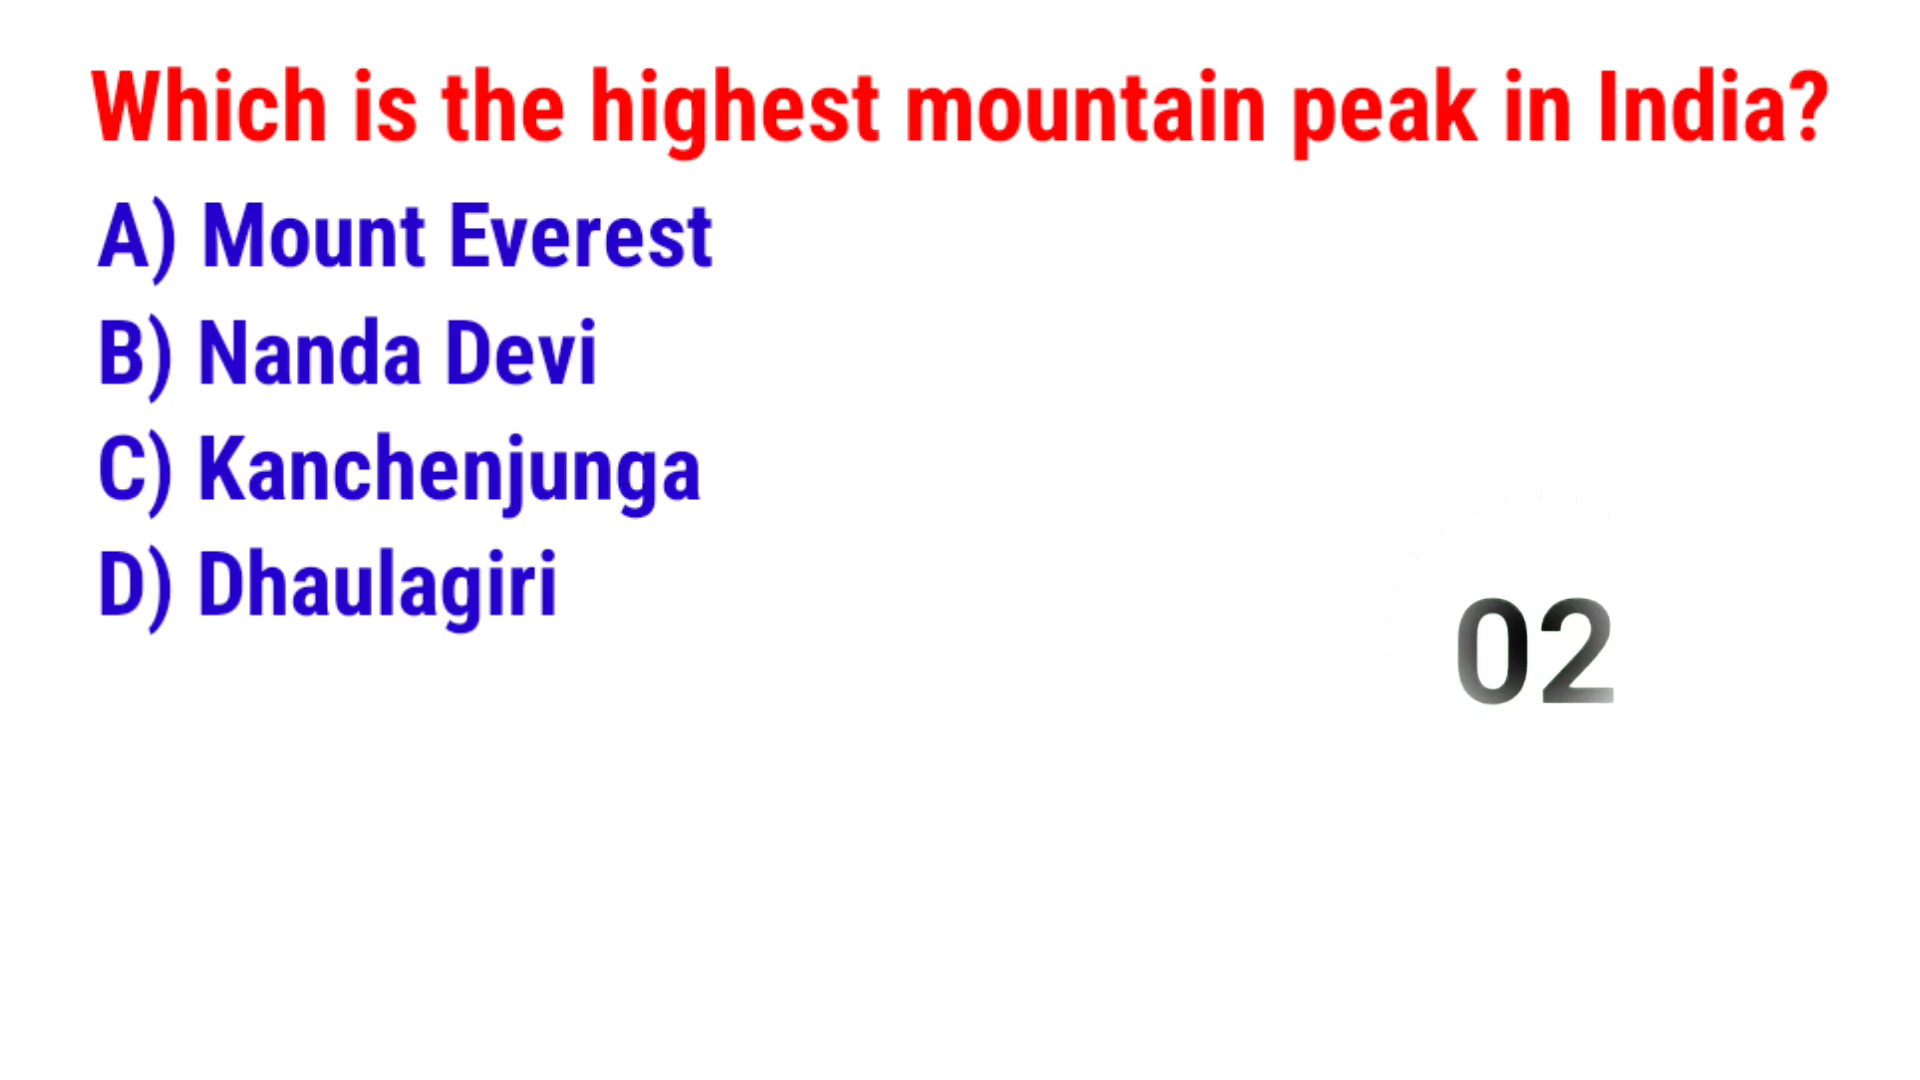 Which is the highest mountain peak in India?
A) Mount Everest
B) Nanda Devi
C) Kanchenjunga
D) Dhaulagiri
02